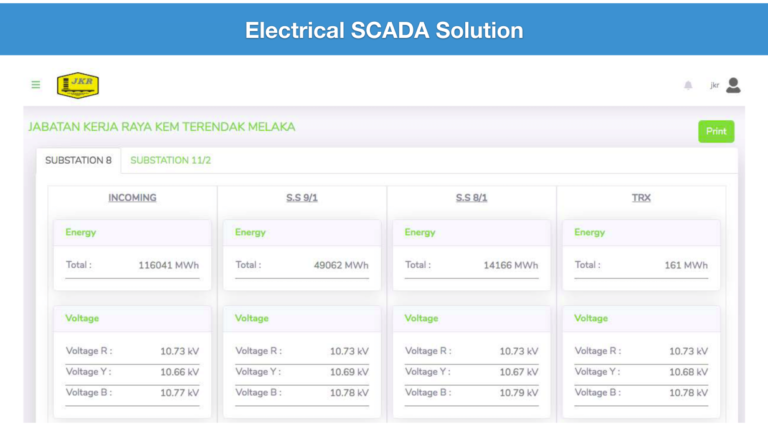 Electrical SCADA Solution
JKR
jkr
JABATAN KERJA RAYA KEM TERENDAK MELAKA
Print
SUBSTATION 8 SUBSTATION 11/2
INCOMING S.S 9/1 S.S 8/1 TRX
Energy Energy Energy Energy
Total : 116041 MWh Total : 49062 MWh Total : 14166 MWh Total : 161 MWh
Voltage Voltage Voltage Voltage
Voltage R : 10.73 kV Voltage R : 10.73 kV Voltage R : 10.73 kV Voltage R : 10.73 kV
Voltage Y : 10.66 kV Voltage Y : 10.69 kV Voltage Y : 10.67 kV Voltage Y : 10.68 kV
Voltage B : 10.77 kV Voltage B : 10.78 kV Voltage B : 10.79 kV Voltage B : 10.78 kV